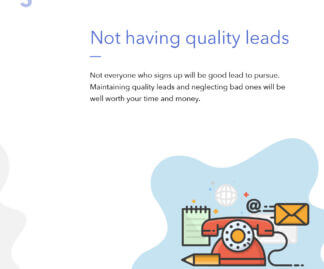 Not having quality leads
Not everyone who signs up will be good lead to pursue.
Maintaining quality leads and neglecting bad ones will be
well worth your time and money.
@